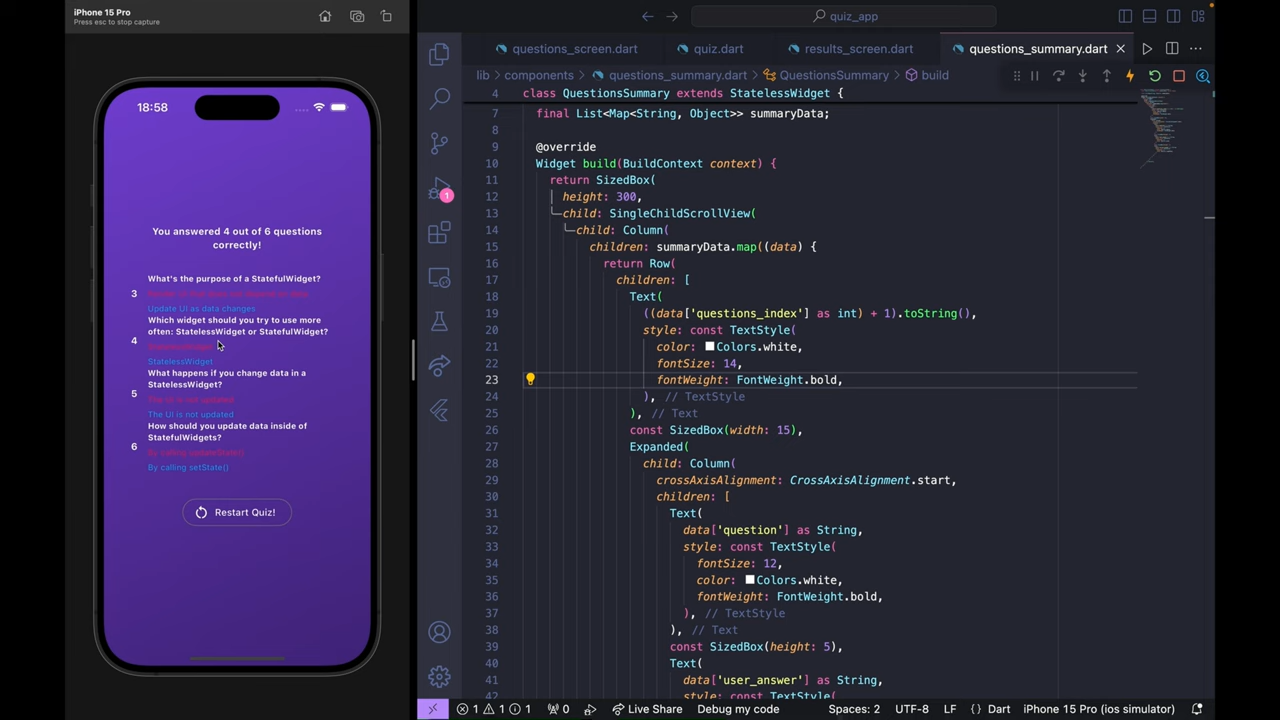 iPhone 15 Pro
Press esc to stop capture
18:58
You answered 4 out of 6 questions
correctly!
What's the purpose of a StatefulWidget?
3
Update UI as data changes
Which widget should you try to use more
often: StatelessWidget or StatefulWidget?
4
StatelessWidget
What happens if you change data in a
StatelessWidget?
5
The UI is not updated
The UI is not updated
How should you update data inside of
StatefulWidgets?
6
By calling updateState()
By calling setState()
Restart Quiz!
quiz_app
questions_screen.dart
quiz.dart
results_screen.dart
questions_summary.dart
lib > components > questions_summary.dart > QuestionsSummary > build
4 class QuestionsSummary extends StatelessWidget {
7 final List<Map<String, Object>> summaryData;
8
9 @override
10 Widget build(BuildContext context) {
11 return SizedBox(
12 height: 300,
13 child: SingleChildScrollView(
14 child: Column(
15 children: summaryData.map((data) {
16 return Row(
17 children: [
18 Text(
19 ((data['questions_index'] as int) + 1).toString(),
20 style: const TextStyle(
21 color: Colors.white,
22 fontSize: 14,
23 fontWeight: FontWeight.bold,
24 ), // TextStyle
25 ), // Text
26 const SizedBox(width: 15),
27 Expanded(
28 child: Column(
29 crossAxisAlignment: CrossAxisAlignment.start,
30 children: [
31 Text(
32 data['question'] as String,
33 style: const TextStyle(
34 fontSize: 12,
35 color: Colors.white,
36 fontWeight: FontWeight.bold,
37 ), // TextStyle
38 ), // Text
39 const SizedBox(height: 5),
40 Text(
41 data['user_answer'] as String,
42 style: const TextStyle(
1
1 1 1 0 Live Share Debug my code Spaces: 2 UTF-8 LF {} Dart iPhone 15 Pro (ios simulator)